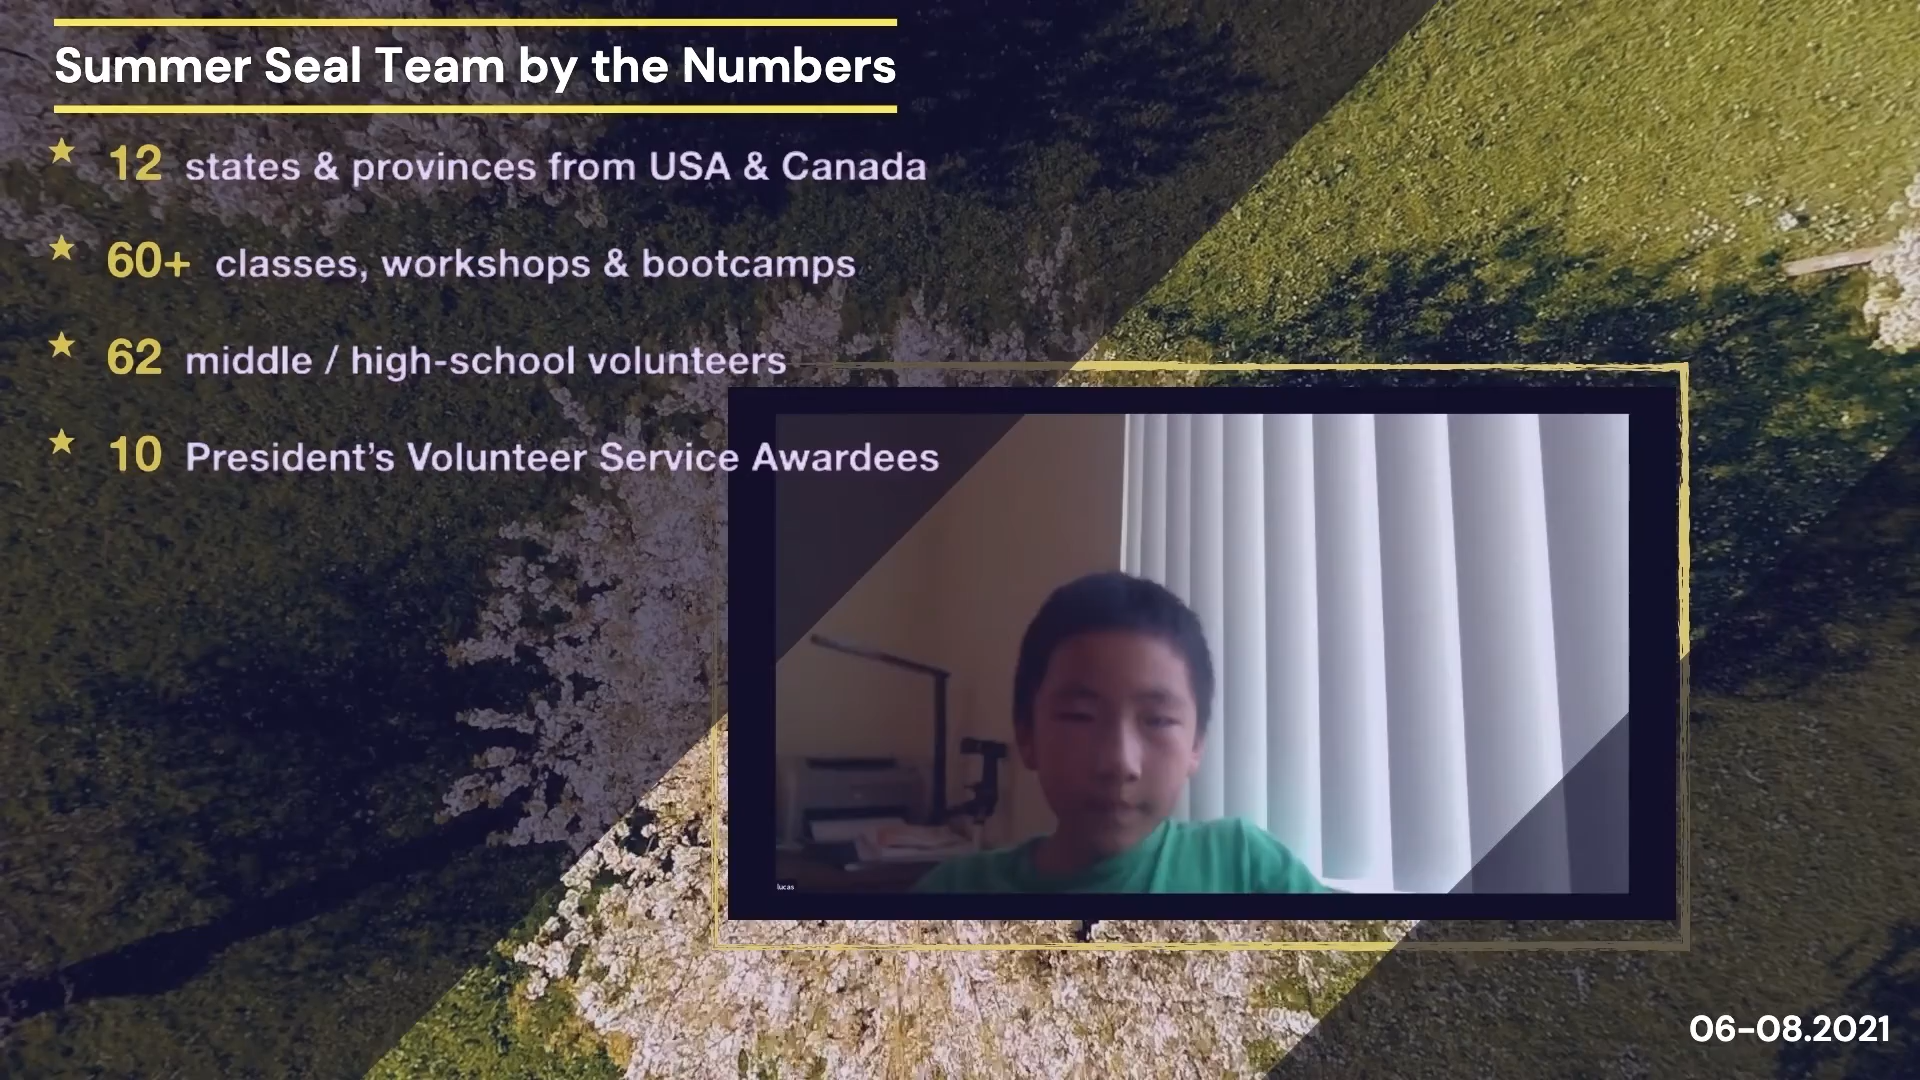 Summer Seal Team by the Numbers
12 states & provinces from USA & Canada
60+ classes, workshops & bootcamps
62 middle / high-school volunteers
10 President's Volunteer Service Awardees
lucas
06-08.2021